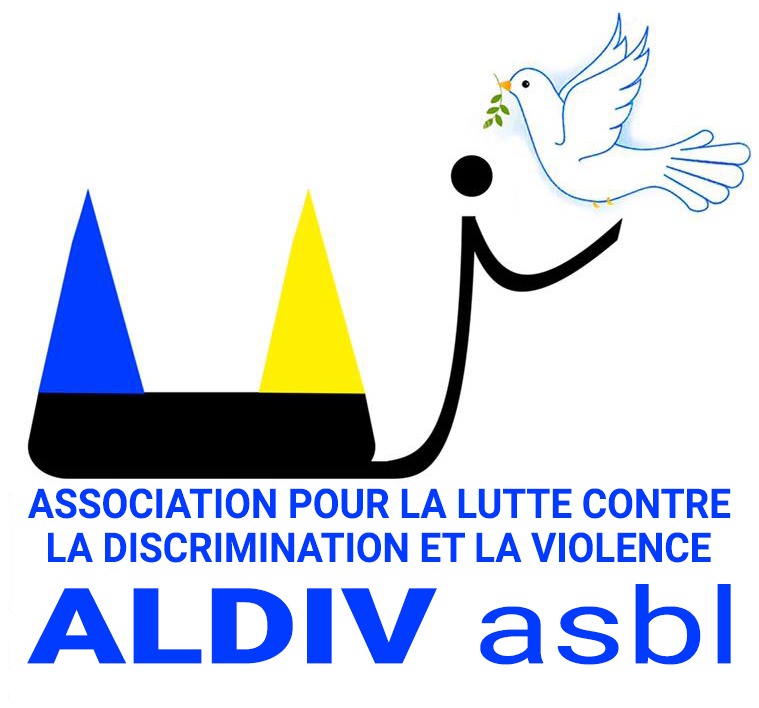 ASSOCIATION POUR LA LUTTE CONTRE
LA DISCRIMINATION ET LA VIOLENCE
ALDIV asbl